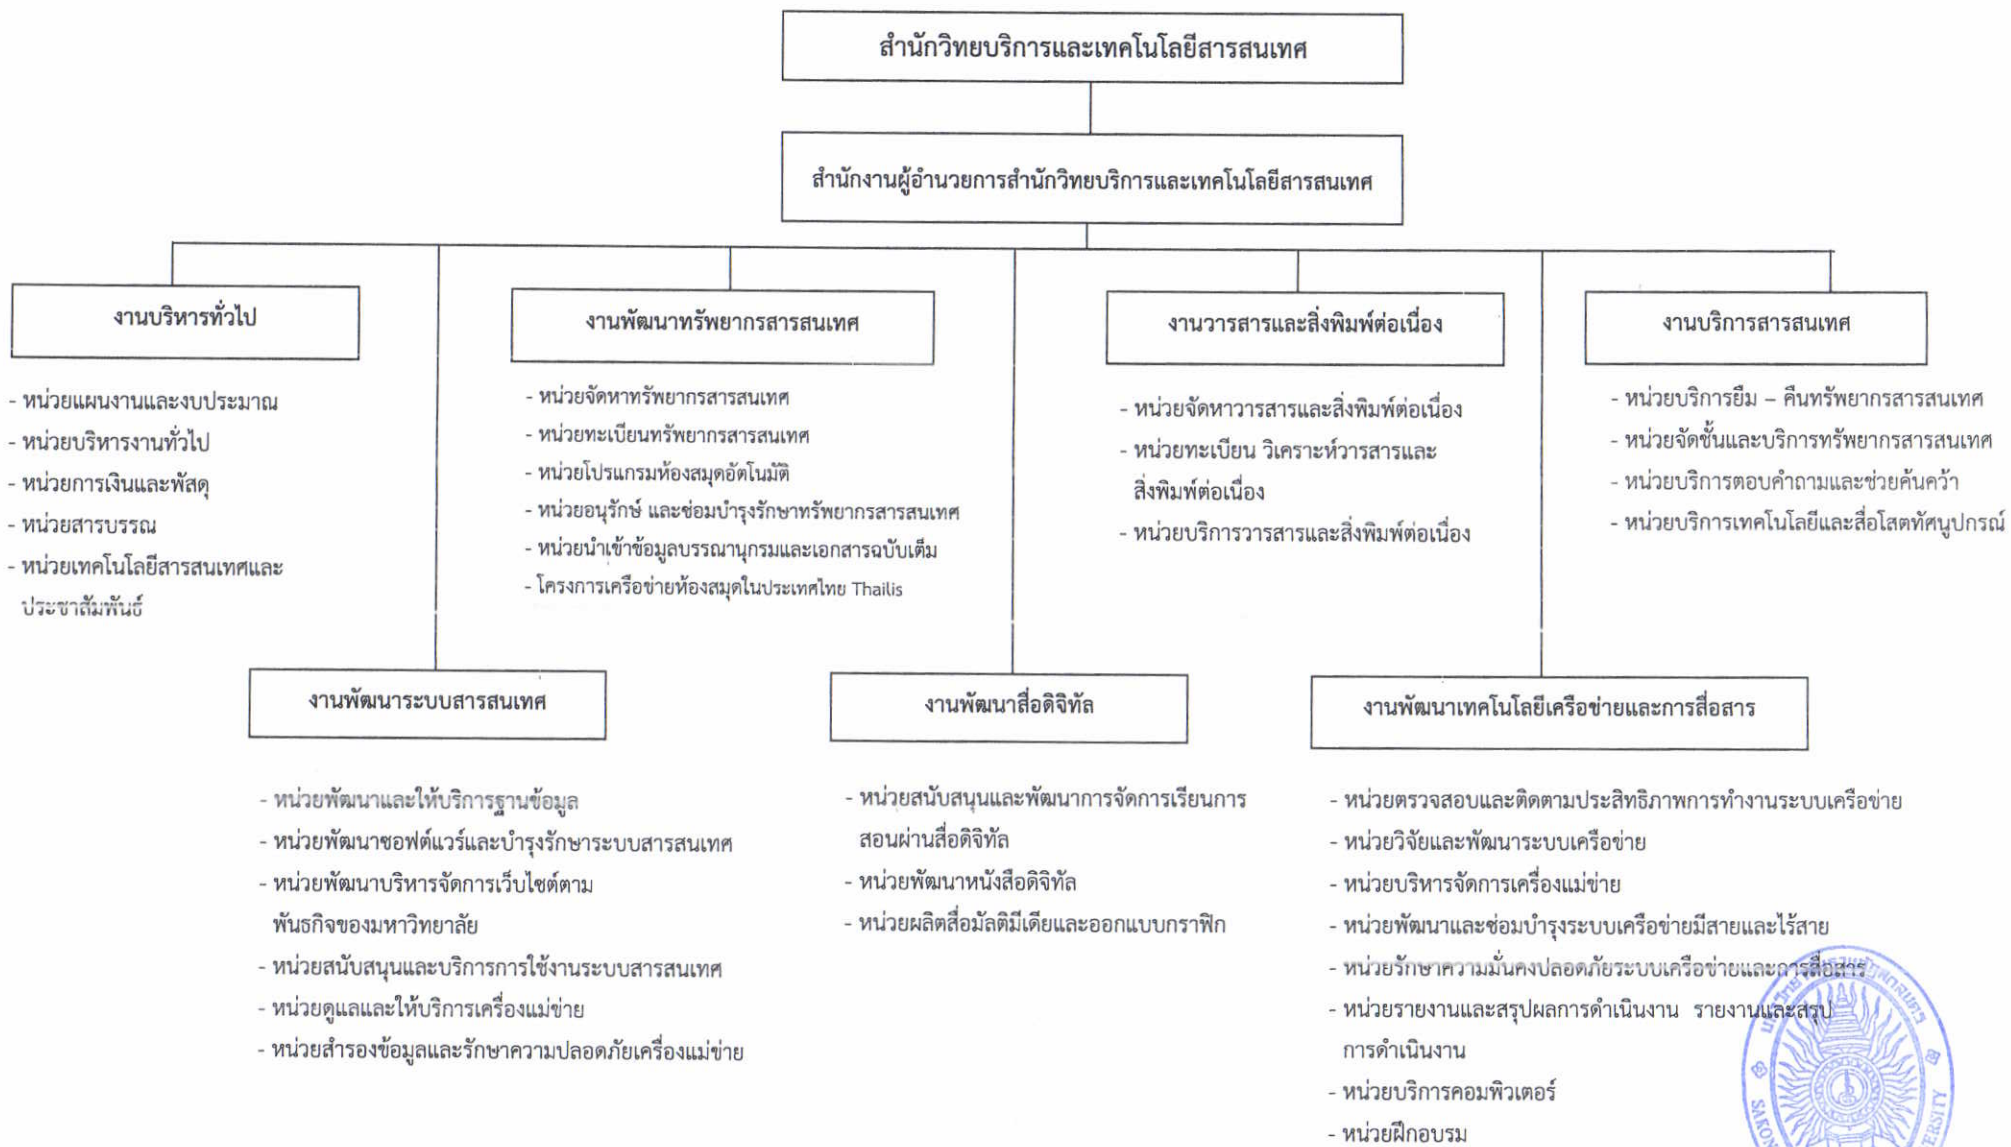 สำนักวิทยบริการและเทคโนโลยีสารสนเทศ
สำนักงานผู้อำนวยการสำนักวิทยบริการและเทคโนโลยีสารสนเทศ
งานบริหารทั่วไป
- หน่วยแผนงานและงบประมาณ
- หน่วยบริหารงานทั่วไป
- หน่วยการเงินและพัสดุ
- หน่วยสารบรรณ
- หน่วยเทคโนโลยีสารสนเทศและ
ประชาสัมพันธ์
งานพัฒนาทรัพยากรสารสนเทศ
- หน่วยจัดหาทรัพยากรสารสนเทศ
- หน่วยทะเบียนทรัพยากรสารสนเทศ
- หน่วยโปรแกรมห้องสมุดอัตโนมัติ
- หน่วยอนุรักษ์ และซ่อมบำรุงรักษาทรัพยากรสารสนเทศ
- หน่วยนำเข้าข้อมูลบรรณานุกรมและเอกสารฉบับเต็ม
- โครงการเครือข่ายห้องสมุดในประเทศไทย Thailis
งานวารสารและสิ่งพิมพ์ต่อเนื่อง
- หน่วยจัดหาวารสารและสิ่งพิมพ์ต่อเนื่อง
- หน่วยทะเบียน วิเคราะห์วารสารและ
สิ่งพิมพ์ต่อเนื่อง
- หน่วยบริการวารสารและสิ่งพิมพ์ต่อเนื่อง
งานบริการสารสนเทศ
- หน่วยบริการยืม – คืนทรัพยากรสารสนเทศ
- หน่วยจัดชั้นและบริการทรัพยากรสารสนเทศ
- หน่วยบริการตอบคำถามและช่วยค้นคว้า
- หน่วยบริการเทคโนโลยีและสื่อโสตทัศนูปกรณ์
งานพัฒนาระบบสารสนเทศ
- หน่วยพัฒนาและให้บริการฐานข้อมูล
- หน่วยพัฒนาซอฟต์แวร์และบำรุงรักษาระบบสารสนเทศ
- หน่วยพัฒนาบริหารจัดการเว็บไซต์ตาม
พันธกิจของมหาวิทยาลัย
- หน่วยสนับสนุนและบริการการใช้งานระบบสารสนเทศ
- หน่วยดูแลและให้บริการเครื่องแม่ข่าย
- หน่วยสำรองข้อมูลและรักษาความปลอดภัยเครื่องแม่ข่าย
งานพัฒนาสื่อดิจิทัล
- หน่วยสนับสนุนและพัฒนาการจัดการเรียนการ
สอนผ่านสื่อดิจิทัล
- หน่วยพัฒนาหนังสือดิจิทัล
- หน่วยผลิตสื่อมัลติมีเดียและออกแบบกราฟิก
งานพัฒนาเทคโนโลยีเครือข่ายและการสื่อสาร
- หน่วยตรวจสอบและติดตามประสิทธิภาพการทำงานระบบเครือข่าย
- หน่วยวิจัยและพัฒนาระบบเครือข่าย
- หน่วยบริหารจัดการเครื่องแม่ข่าย
- หน่วยพัฒนาและซ่อมบำรุงระบบเครือข่ายมีสายและไร้สาย
- หน่วยรักษาความมั่นคงปลอดภัยระบบเครือข่ายและการสื่อสาร
- หน่วยรายงานและสรุปผลการดำเนินงาน รายงานและสรุป
การดำเนินงาน
- หน่วยบริการคอมพิวเตอร์
- หน่วยฝึกอบรม